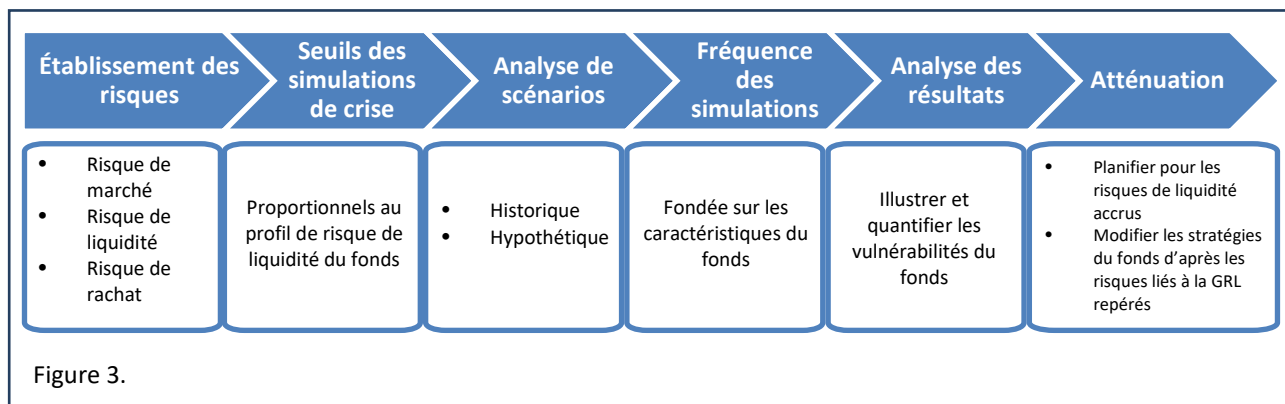 Établissement des
risques
Seuils des
simulations
de crise
Analyse de
scénarios
Fréquence
des
simulations
Analyse des
résultats
Atténuation
• Risque de
marché
• Risque de
liquidité
• Risque de
rachat
Proportionnels au
profil de risque de
liquidité du fonds
• Historique
• Hypothétique
Fondée sur les
caractéristiques du
fonds
Illustrer et
quantifier les
vulnérabilités du
fonds
• Planifier pour les
risques de liquidité
accrus
• Modifier les stratégies
du fonds d’après les
risques liés à la GRL
repérés
Figure 3.